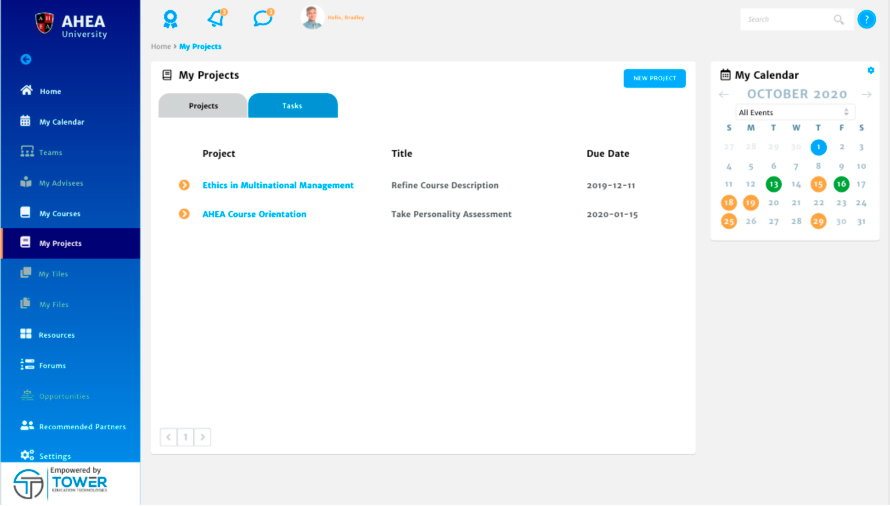 AHEA
University
Home
My Calendar
Teams
My Advisees
My Courses
My Projects
My Tiles
My Files
Resources
Forums
Opportunities
Recommended Partners
Settings
Empowered by
TOWER
EDUCATION TECHNOLOGIES
Hello, Bradley
Search
?
Home > My Projects
My Projects
NEW PROJECT
Projects Tasks
Project Title Due Date
Ethics in Multinational Management Refine Course Description 2019-12-11
AHEA Course Orientation Take Personality Assessment 2020-01-15
< 1 >
My Calendar
← OCTOBER 2020 →
All Events
S M T W T F S
27 28 29 30 1 2 3
4 5 6 7 8 9 10
11 12 13 14 15 16 17
18 19 20 21 22 23 24
25 26 27 28 29 30 31